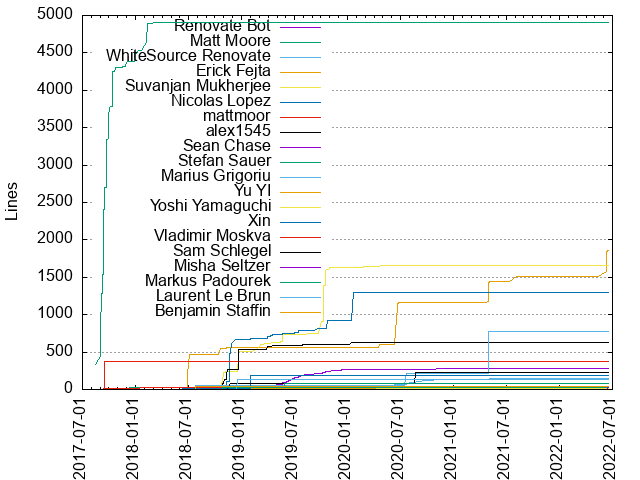 5000
4500
4000
3500
3000
2500
2000
1500
1000
500
0
Lines
Renovate Bot
Matt Moore
WhiteSource Renovate
Erick Fejta
Suvanjan Mukherjee
Nicolas Lopez
mattmoor
alex1545
Sean Chase
Stefan Sauer
Marius Grigoriu
Yu YI
Yoshi Yamaguchi
Xin
Vladimir Moskva
Sam Schlegel
Misha Seltzer
Markus Padourek
Laurent Le Brun
Benjamin Staffin
2017-07-01
2018-01-01
2018-07-01
2019-01-01
2019-07-01
2020-01-01
2020-07-01
2021-01-01
2021-07-01
2022-01-01
2022-07-01